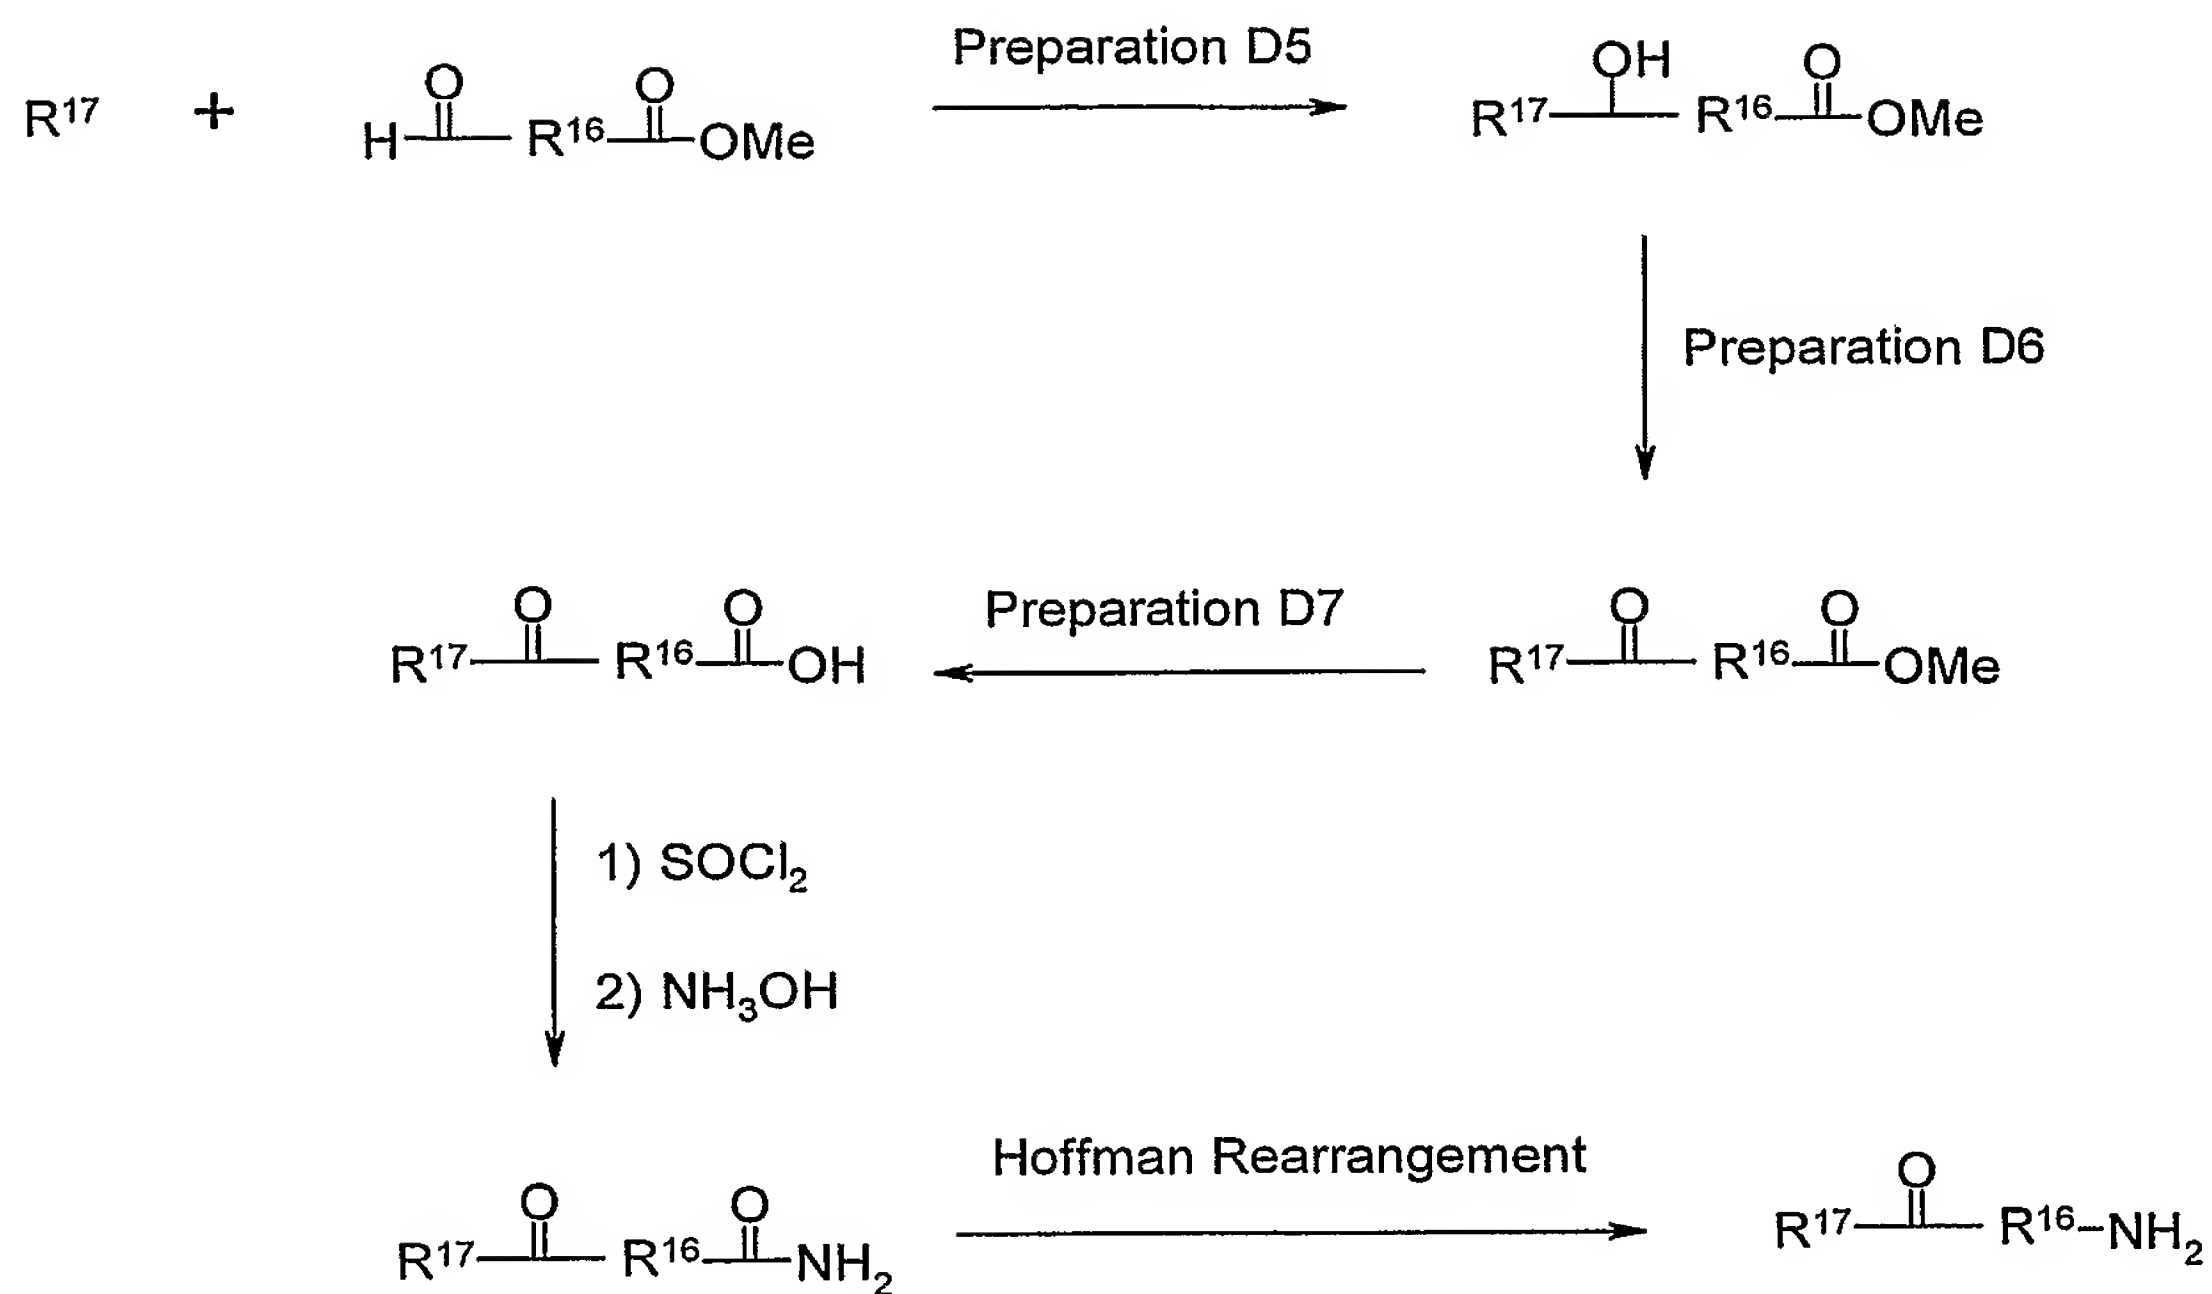 R17 + H O R16 O OMe Preparation D5 R17 OH R16 O OMe
Preparation D6
R17 O R16 O OH Preparation D7 R17 O R16 O OMe
1) SOCl2
2) NH3OH
R17 O R16 O NH2 Hoffman Rearrangement R17 O R16-NH2